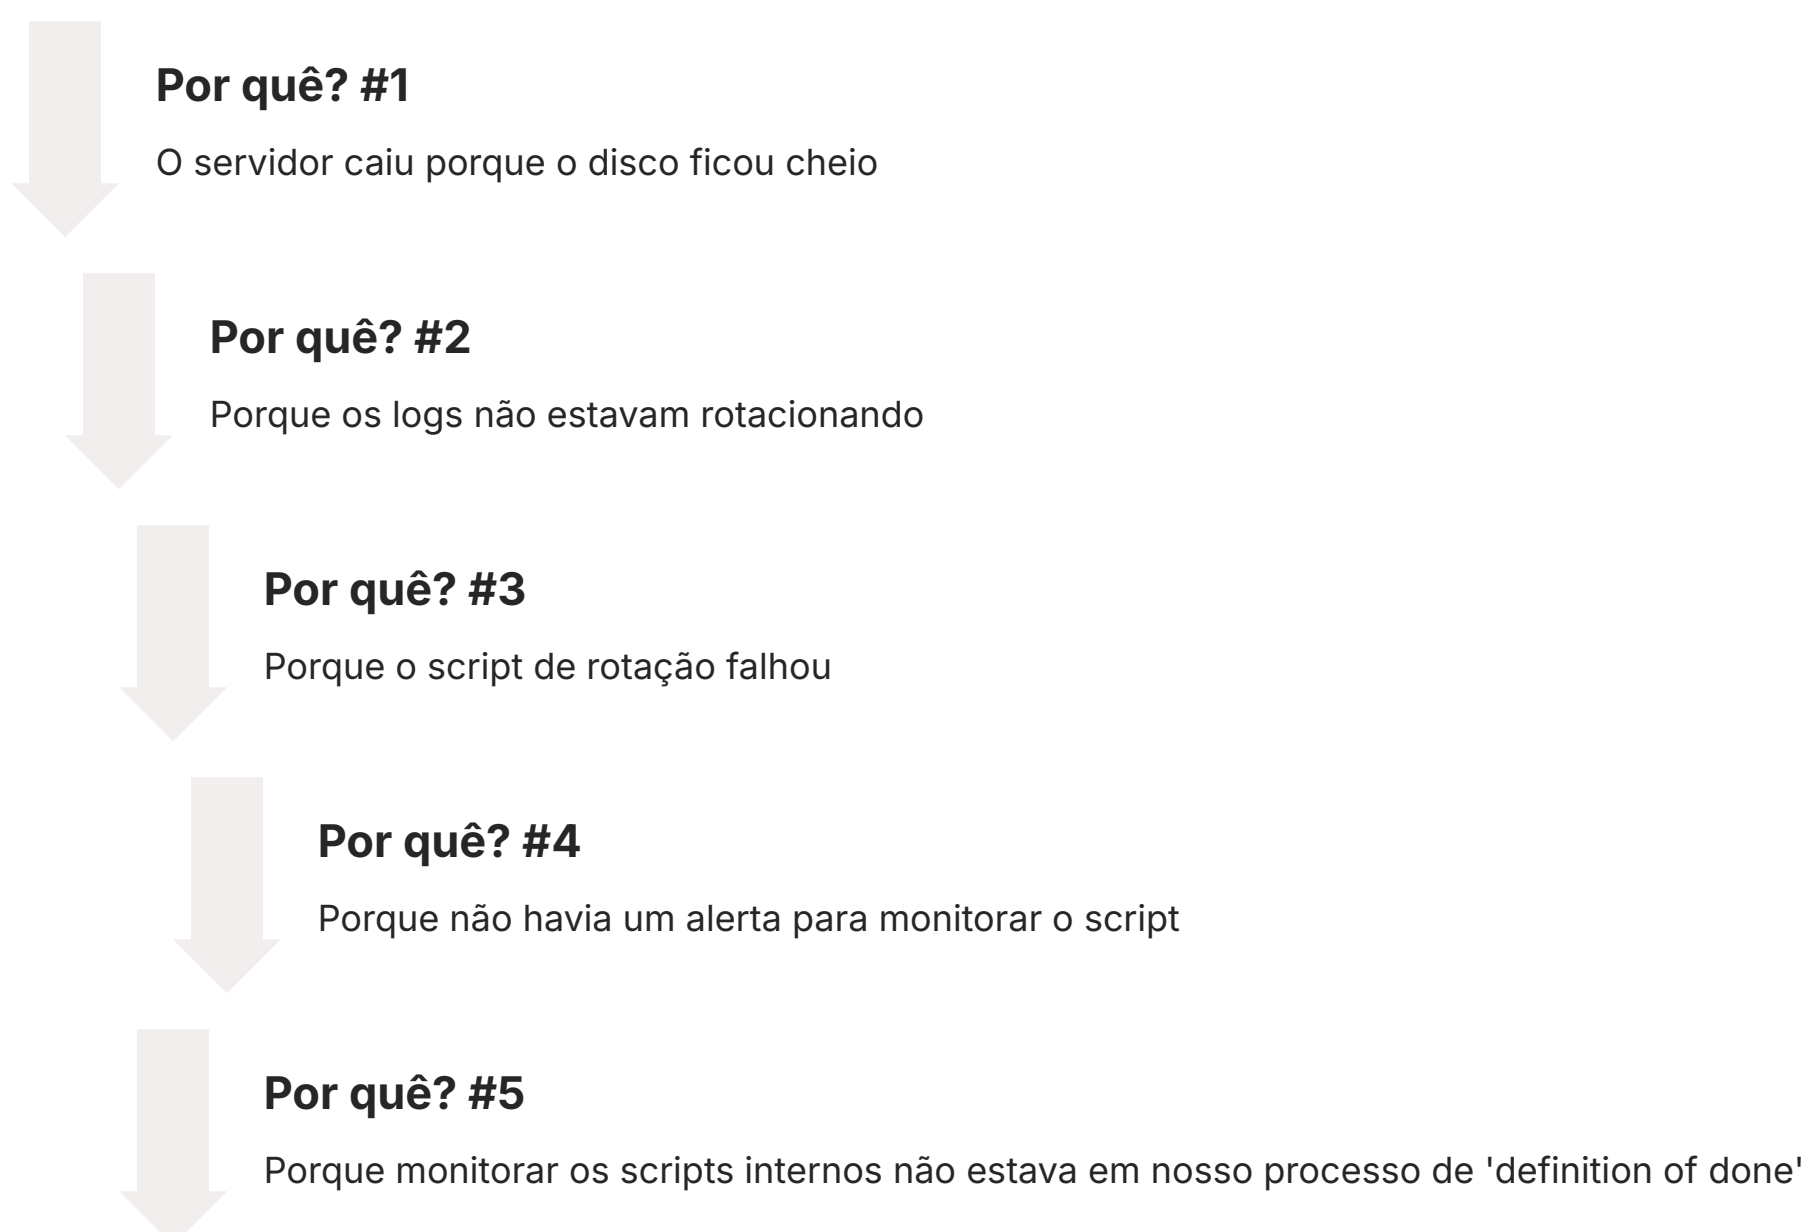 Por quê? #1
O servidor caiu porque o disco ficou cheio
Por quê? #2
Porque os logs não estavam rotacionando
Por quê? #3
Porque o script de rotação falhou
Por quê? #4
Porque não havia um alerta para monitorar o script
Por quê? #5
Porque monitorar os scripts internos não estava em nosso processo de 'definition of done'